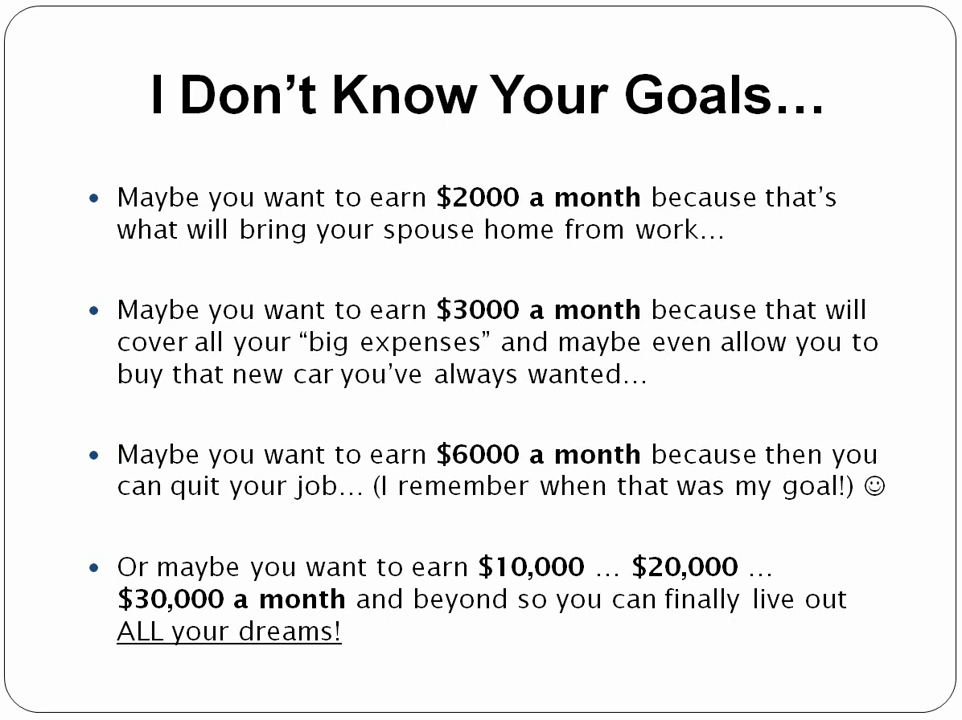 I Don’t Know Your Goals…
• Maybe you want to earn $2000 a month because that’s
what will bring your spouse home from work…
• Maybe you want to earn $3000 a month because that will
cover all your “big expenses” and maybe even allow you to
buy that new car you’ve always wanted…
• Maybe you want to earn $6000 a month because then you
can quit your job… (I remember when that was my goal!) ☺
• Or maybe you want to earn $10,000 … $20,000 …
$30,000 a month and beyond so you can finally live out
ALL your dreams!